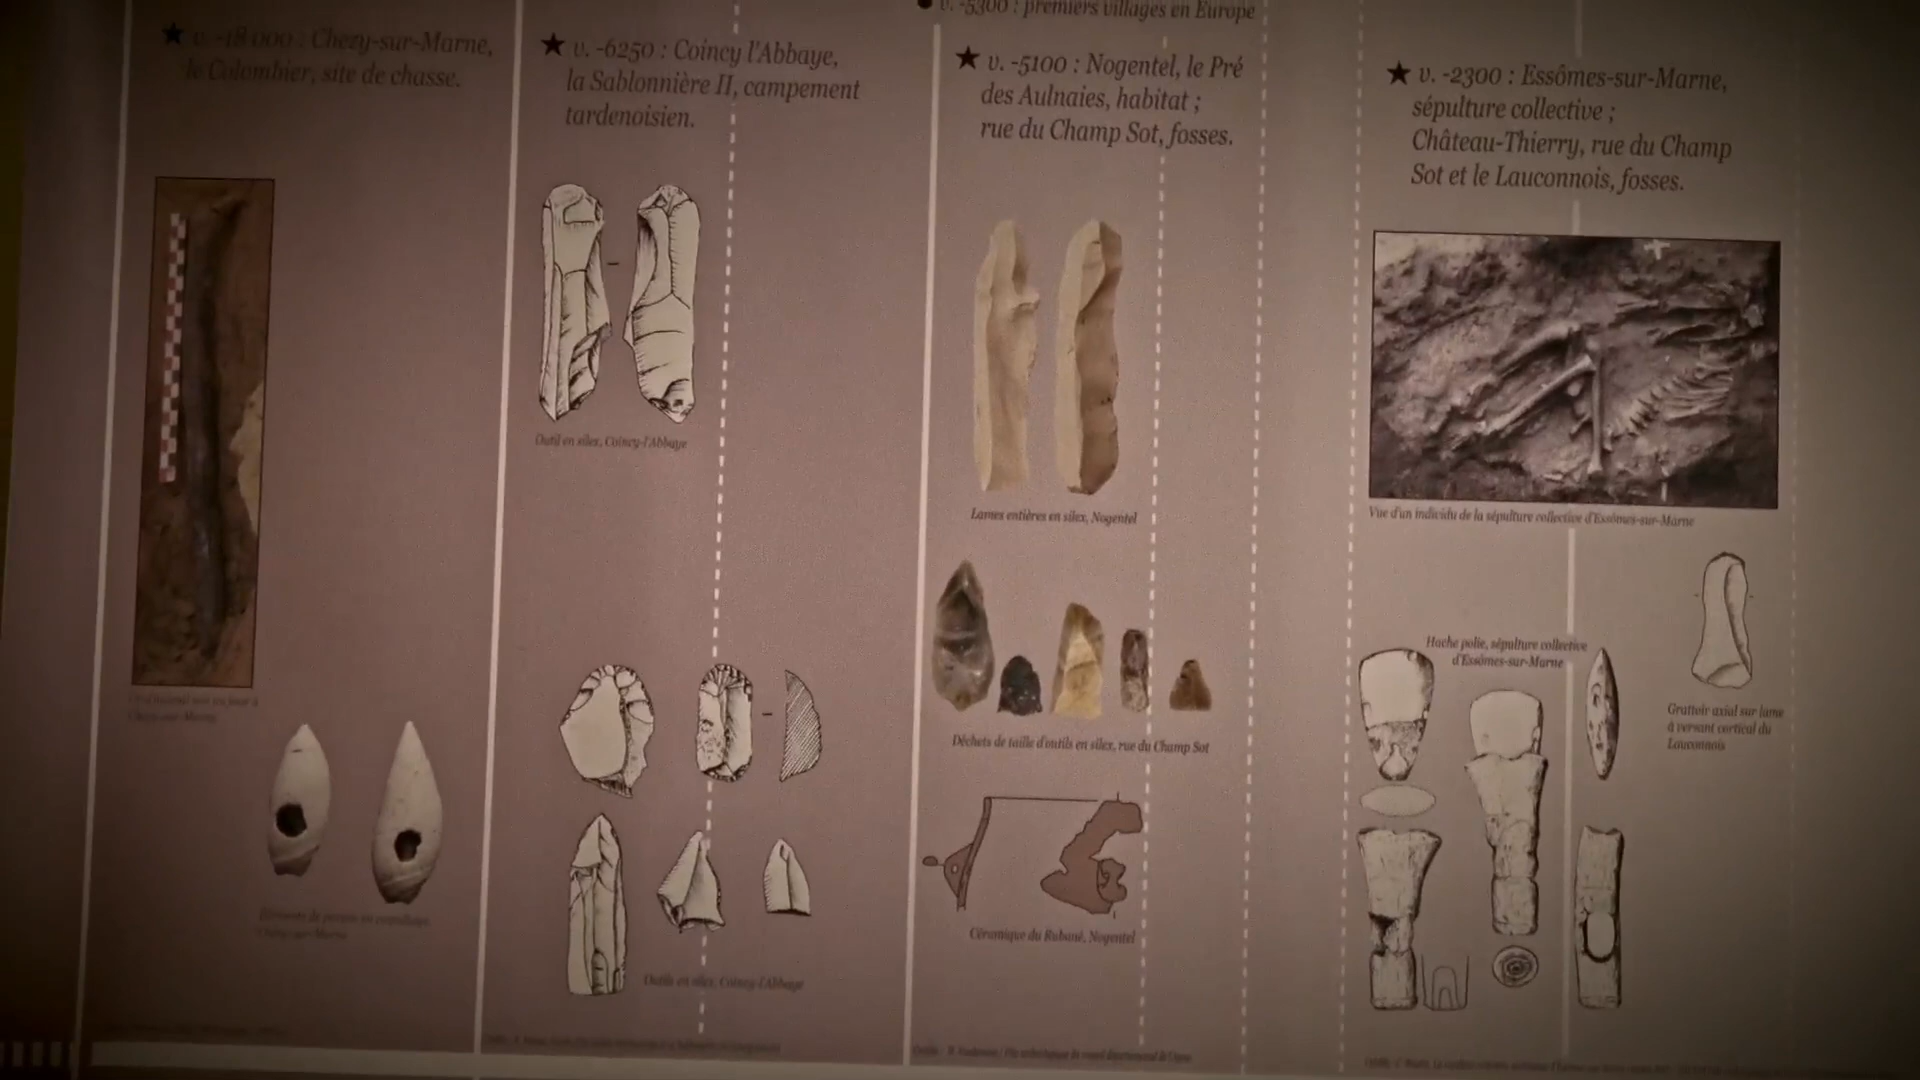 v. -5300 : premiers villages en Europe
v. -18 000 : Chezy-sur-Marne,
le Colombier, site de chasse.
v. -6250 : Coincy l'Abbaye,
la Sablonnière II, campement
tardenoisien.
Outil en silex, Coincy-l'Abbaye
Outils en silex, Coincy-l'Abbaye
v. -5100 : Nogentel, le Pré
des Aulnaies, habitat ;
rue du Champ Sot, fosses.
Lames entières en silex, Nogentel
Déchets de taille d'outils en silex, rue du Champ Sot
Céramique du Rubané, Nogentel
v. -2300 : Essômes-sur-Marne,
sépulture collective ;
Château-Thierry, rue du Champ
Sot et le Lauconnois, fosses.
Vue d'un individu de la sépulture collective d'Essômes-sur-Marne
Hache polie, sépulture collective
d'Essômes-sur-Marne
Grattoir axial sur lame
à versant cortical du
Lauconnois